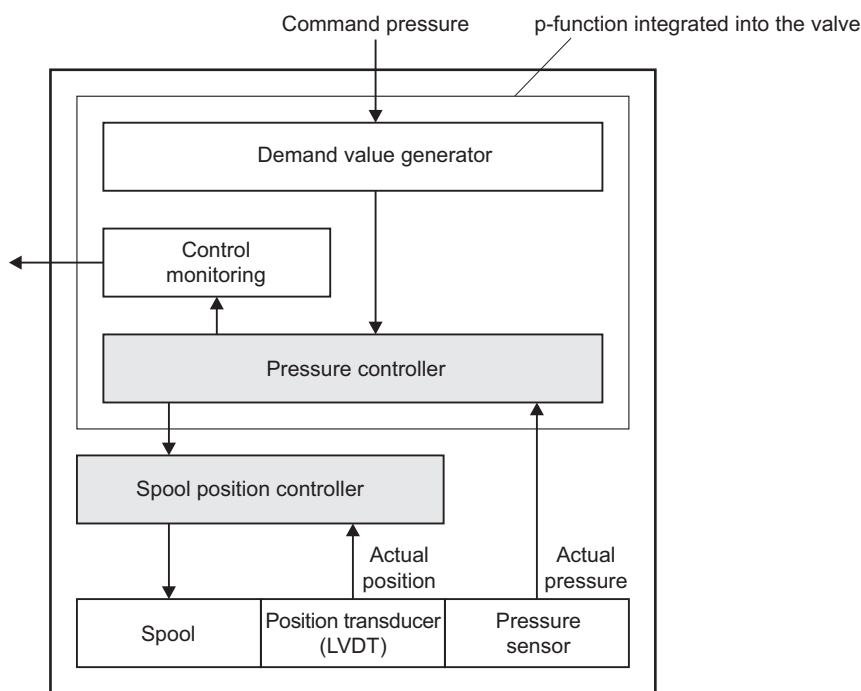 Command pressure
p-function integrated into the valve
Demand value generator
Control
monitoring
Pressure controller
Spool position controller
Actual
position
Actual
pressure
Spool
Position transducer
(LVDT)
Pressure
sensor